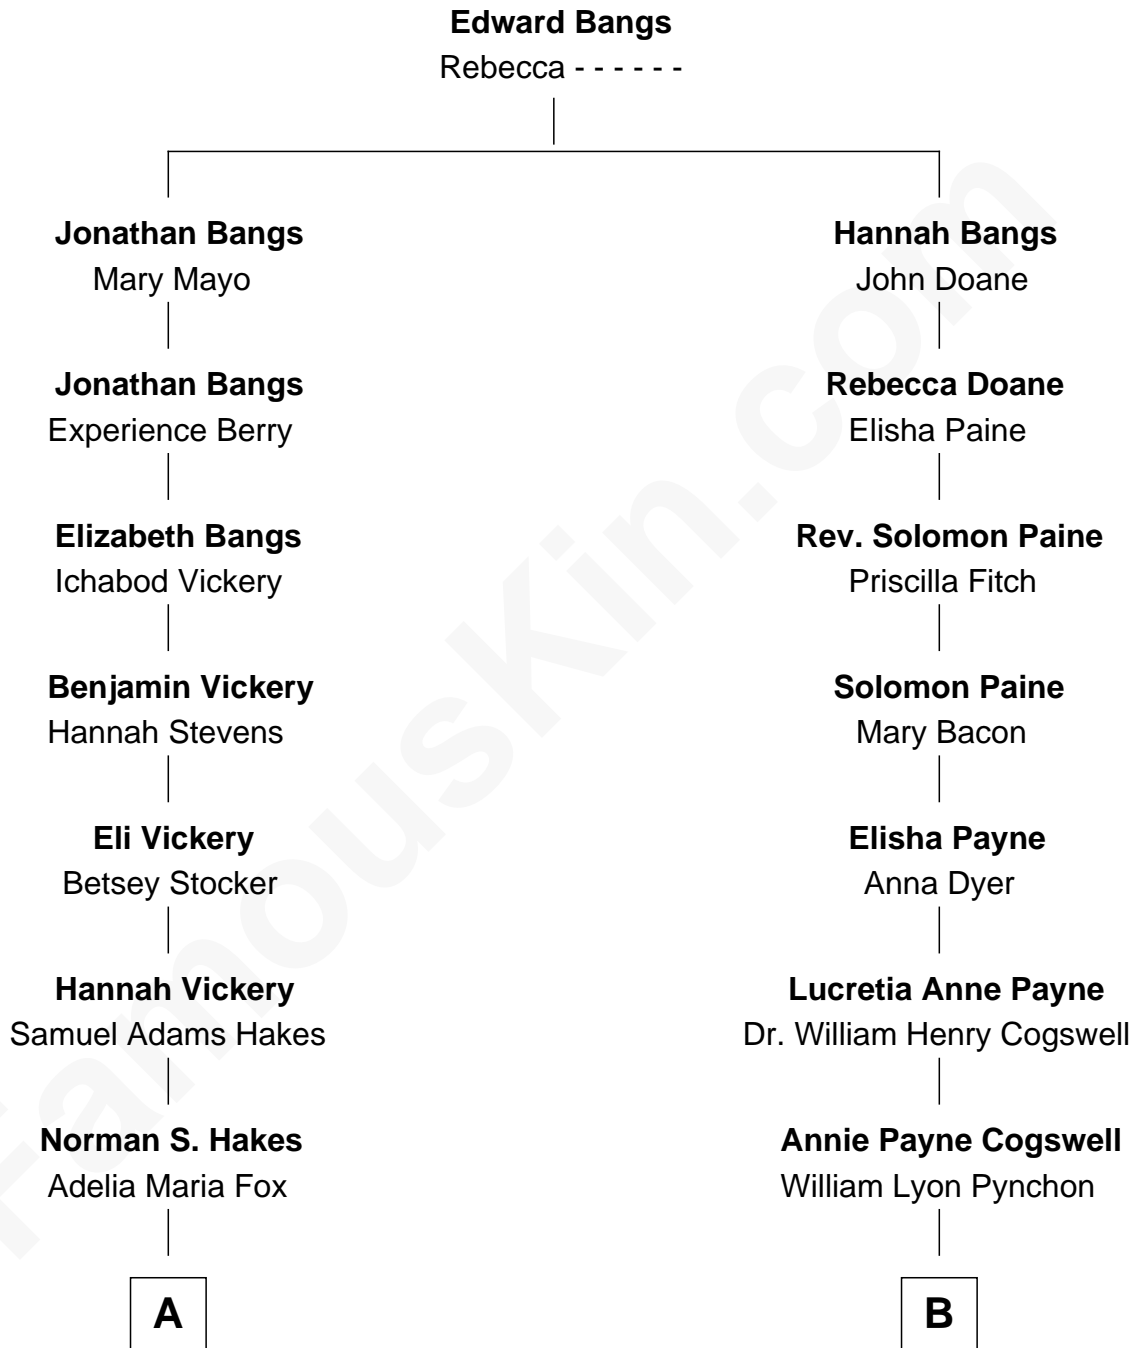 Edward Bangs
Rebecca - - - - - -
Jonathan Bangs
Mary Mayo
Jonathan Bangs
Experience Berry
Elizabeth Bangs
Ichabod Vickery
Benjamin Vickery
Hannah Stevens
Eli Vickery
Betsey Stocker
Hannah Vickery
Samuel Adams Hakes
Norman S. Hakes
Adelia Maria Fox
A
Hannah Bangs
John Doane
Rebecca Doane
Elisha Paine
Rev. Solomon Paine
Priscilla Fitch
Solomon Paine
Mary Bacon
Elisha Payne
Anna Dyer
Lucretia Anne Payne
Dr. William Henry Cogswell
Annie Payne Cogswell
William Lyon Pynchon
B
FamousKin.com